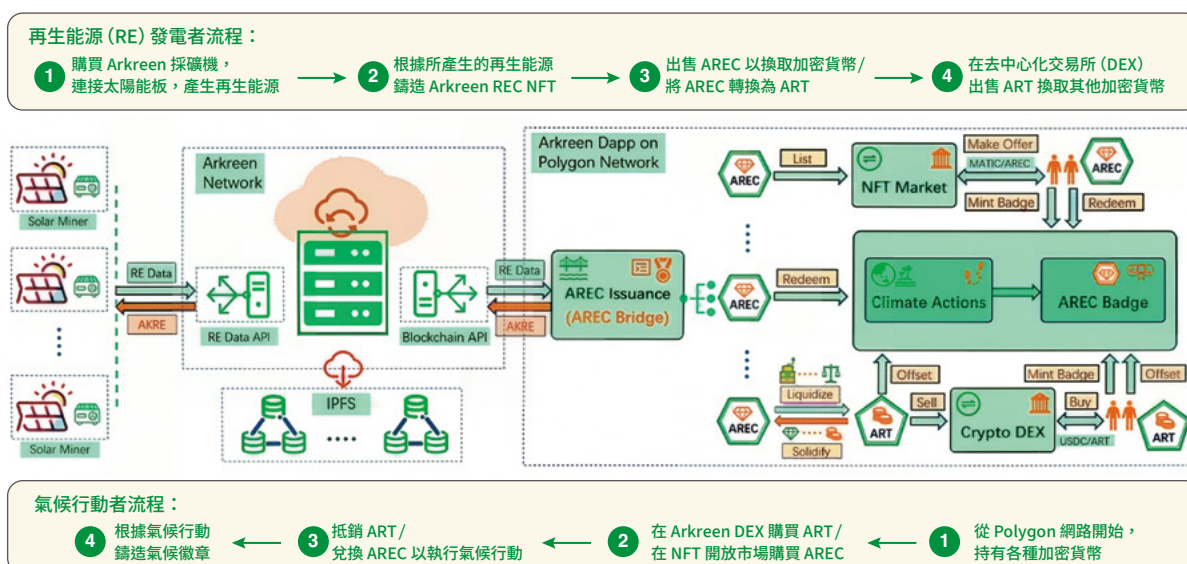 再生能源（RE）發電者流程：
1 購買 Arkreen 採礦機，
連接太陽能板，產生再生能源
2 根據所產生的再生能源
鑄造 Arkreen REC NFT
3 出售 AREC 以換取加密貨幣/
將 AREC 轉換為 ART
4 在去中心化交易所（DEX）
出售 ART 換取其他加密貨幣
Solar Miner
Solar Miner
RE Data
AKRE
Arkreen
Network
RE Data API
Blockchain API
IPFS
RE Data
AKRE
Arkreen Dapp on
Polygon Network
AREC Issuance
(AREC Bridge)
AREC
List
NFT Market
Make Offer
MATIC/AREC
AREC
Mint Badge
Redeem
AREC
Redeem
Climate Actions
AREC Badge
AREC
Liquidize
Solidify
ART
Offset
Sell
Crypto DEX
Mint Badge
Offset
Buy
USDC/ART
ART
氣候行動者流程：
4 根據氣候行動
鑄造氣候徽章
3 抵銷 ART/
兌換 AREC 以執行氣候行動
2 在 Arkreen DEX 購買 ART/
在 NFT 開放市場購買 AREC
1 從 Polygon 網路開始，
持有各種加密貨幣